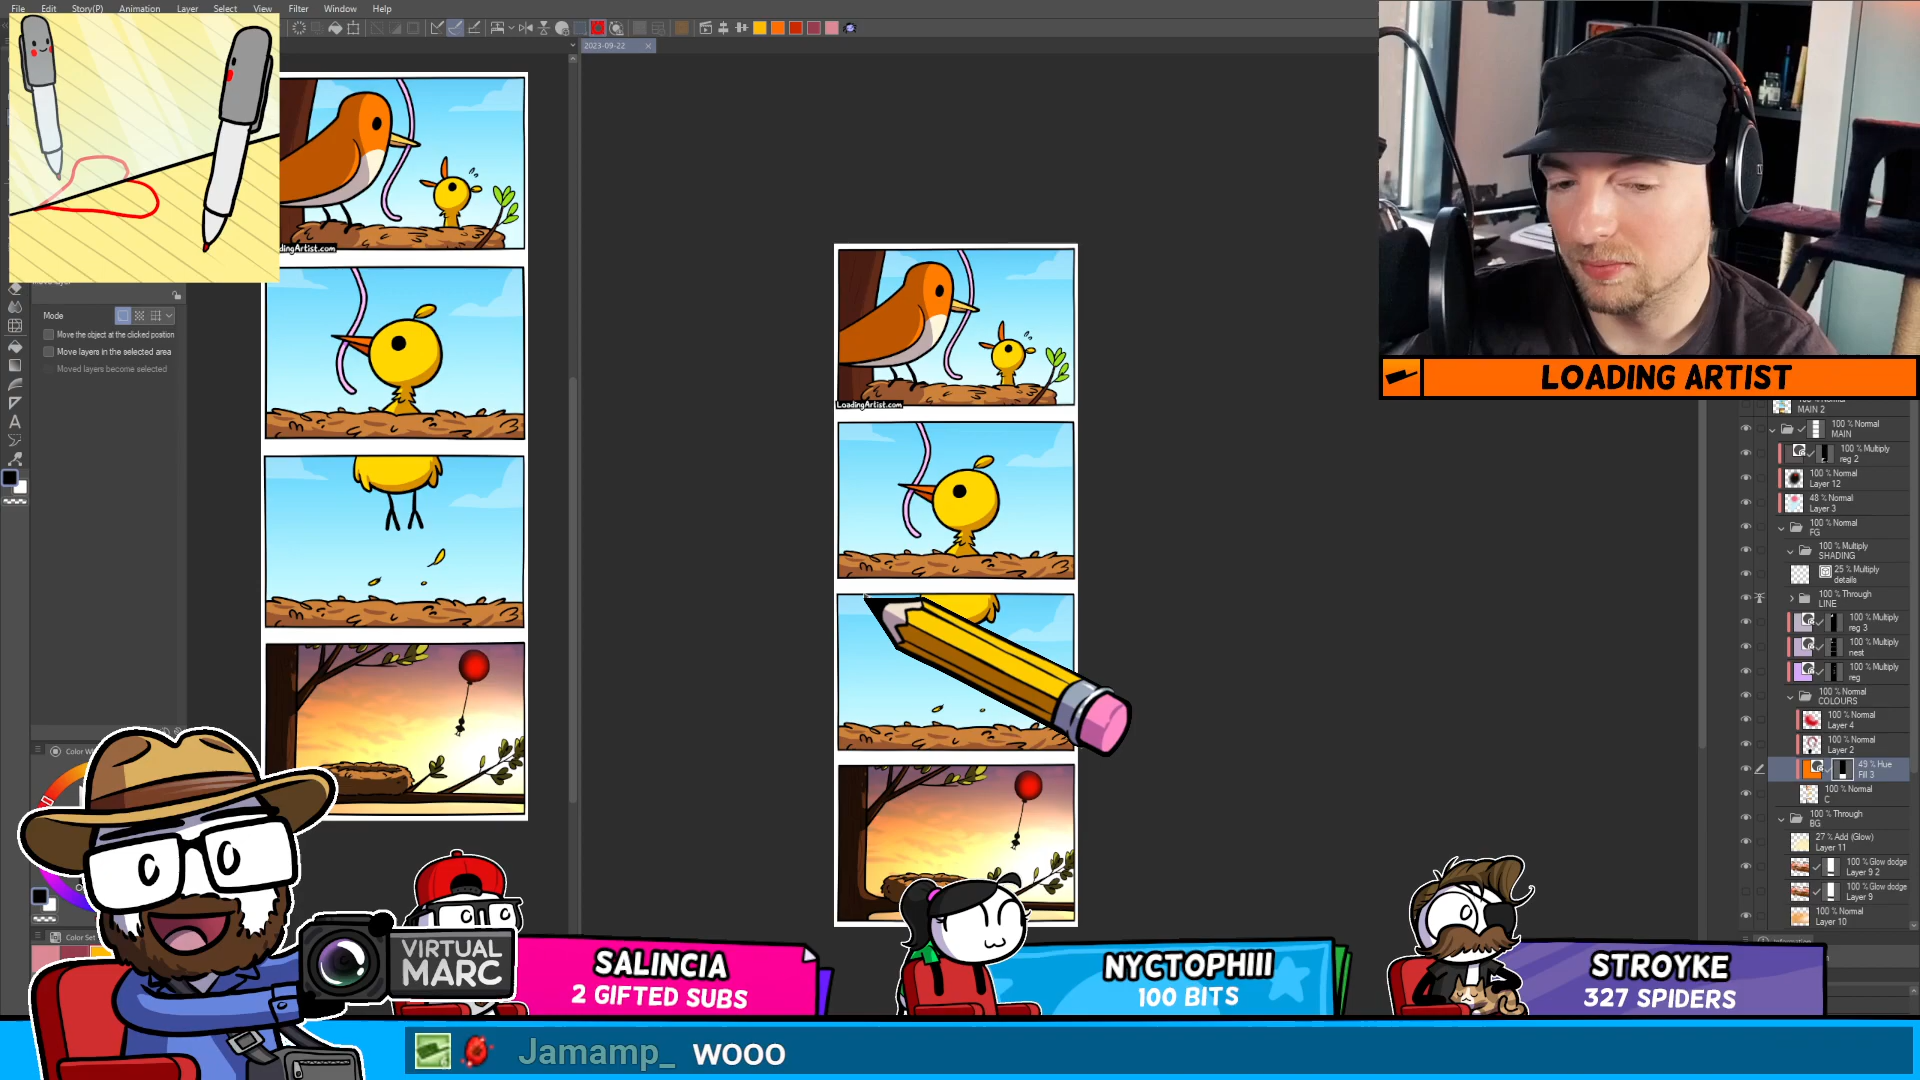 File Edit Story(P) Animation Layer Select View Filter Window Help
2023-09-22
dingArtist.com
Mode
Move the object at the clicked position
Move layers in the selected area
Moved layers become selected
LoadingArtist.com
LOADING ARTIST
MAIN 2
100 % Normal
MAIN
100 % Multiply
reg 2
100 % Normal
Layer 12
48 % Normal
Layer 3
100 % Normal
FG
100 % Multiply
SHADING
25 % Multiply
details
100 % Through
LINE
100 % Multiply
reg 3
100 % Multiply
nest
100 % Multiply
reg
100 % Normal
COLOURS
100 % Normal
Layer 4
100 % Normal
Layer 2
49 % Hue
Fill 3
100 % Normal
C
100 % Through
BG
27 % Add (Glow)
Layer 11
100 % Glow dodge
Layer 9 2
100 % Glow dodge
Layer 9
100 % Normal
Layer 10
Color
Color Set
VIRTUAL
MARC
SALINCIA
2 GIFTED SUBS
NYCTOPHIII
100 BITS
STROYKE
327 SPIDERS
Jamamp_ WOOO